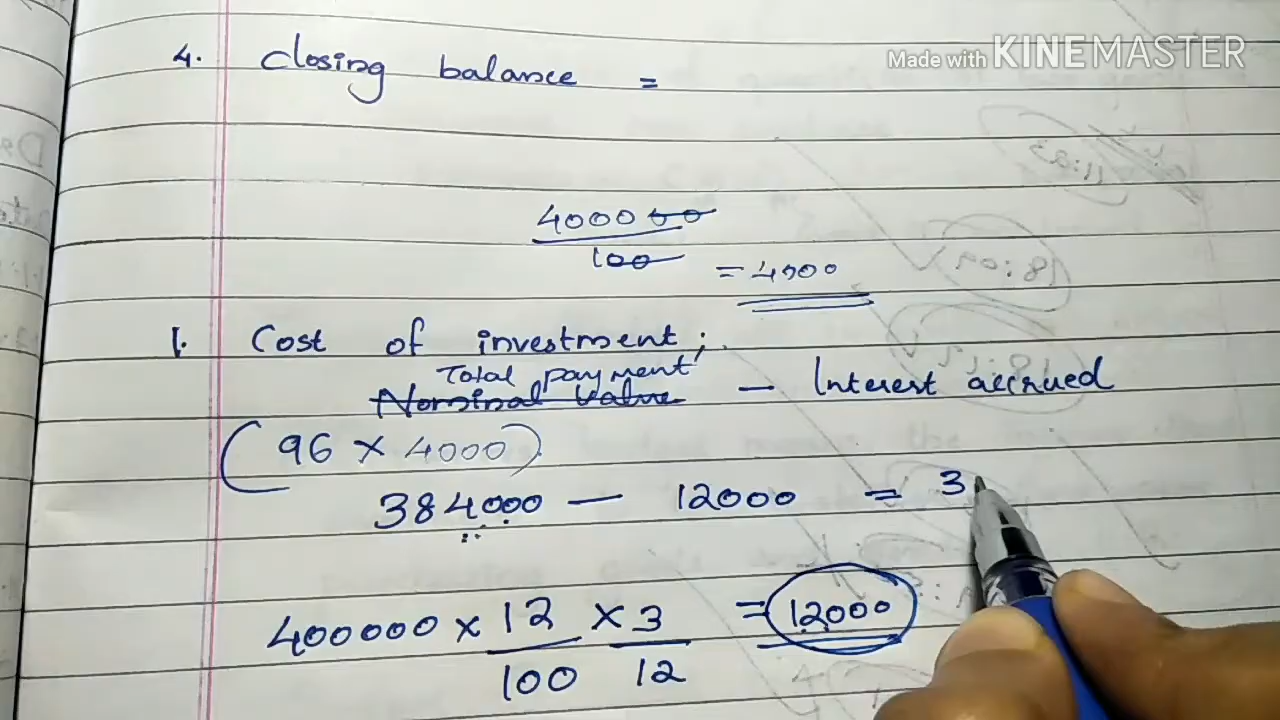 Made with KINEMASTER
4. Closing balance =
400000
100 = 4000
1. Cost of investment;
Total payment
Nominal Value — Interest accrued
(96 × 4000)
384000 — 12000 = 3
400000 × 12 × 3 = 12000
100 12